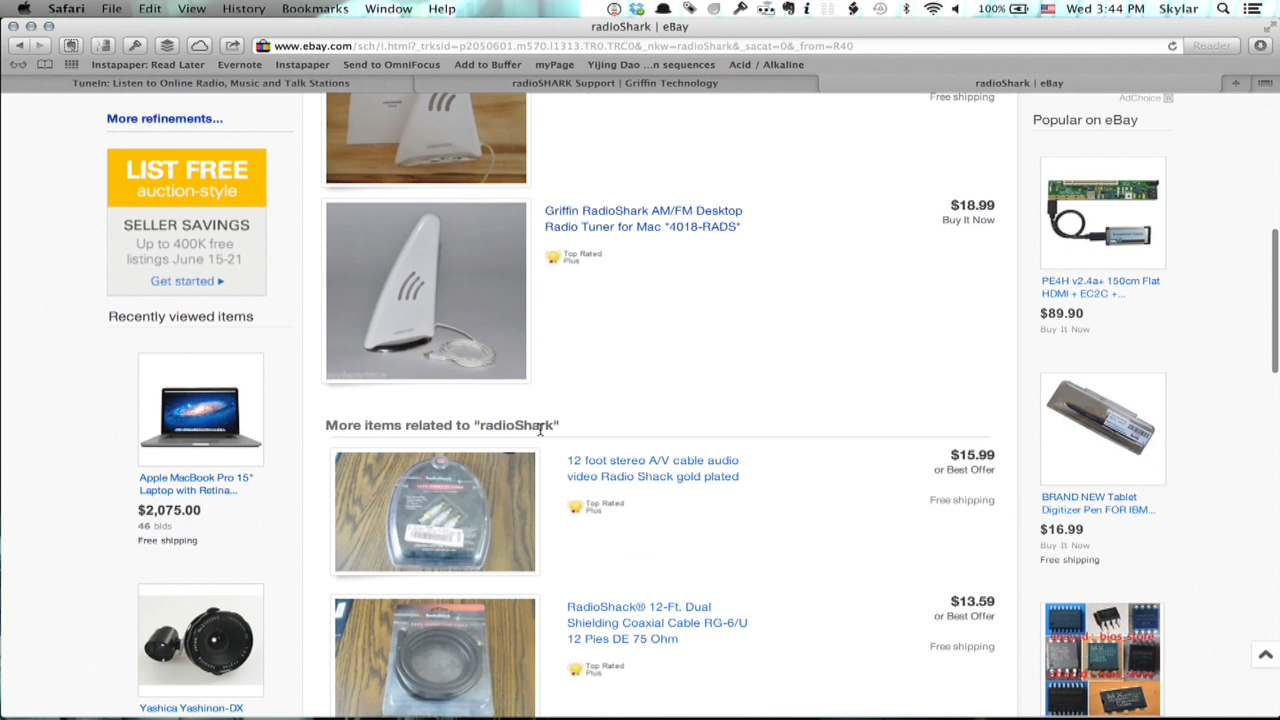 Safari File Edit View History Bookmarks Window Help 100% Wed 3:44 PM Skylar
radioShark | eBay
www.ebay.com/sch/i.html?_trksid=p2050601.m570.l1313.TR0.TRC0&_nkw=radioShark&_sacat=0&_from=R40 Reader
Instapaper: Read Later Evernote Instapaper Send to OmniFocus Add to Buffer myPage Yijing Dao ...n sequences Acid / Alkaline
TuneIn: Listen to Online Radio, Music and Talk Stations radioSHARK Support | Griffin Technology radioShark | eBay
More refinements...
LIST FREE
auction-style
SELLER SAVINGS
Up to 400K free
listings June 15-21
Get started
Recently viewed items
Apple MacBook Pro 15"
Laptop with Retina...
$2,075.00
46 bids
Free shipping
Yashica Yashinon-DX
Free shipping
Griffin RadioShark AM/FM Desktop
Radio Tuner for Mac "4018-RADS"
Top Rated
Plus
$18.99
Buy It Now
More items related to "radioShark"
12 foot stereo A/V cable audio
video Radio Shack gold plated
Top Rated
Plus
$15.99
or Best Offer
Free shipping
RadioShack® 12-Ft. Dual
Shielding Coaxial Cable RG-6/U
12 Pies DE 75 Ohm
Top Rated
Plus
$13.59
or Best Offer
Free shipping
AdChoice
Popular on eBay
PE4H v2.4a+ 150cm Flat
HDMI + EC2C +...
$89.90
Buy It Now
BRAND NEW Tablet
Digitizer Pen FOR IBM...
$16.99
Buy It Now
Free shipping